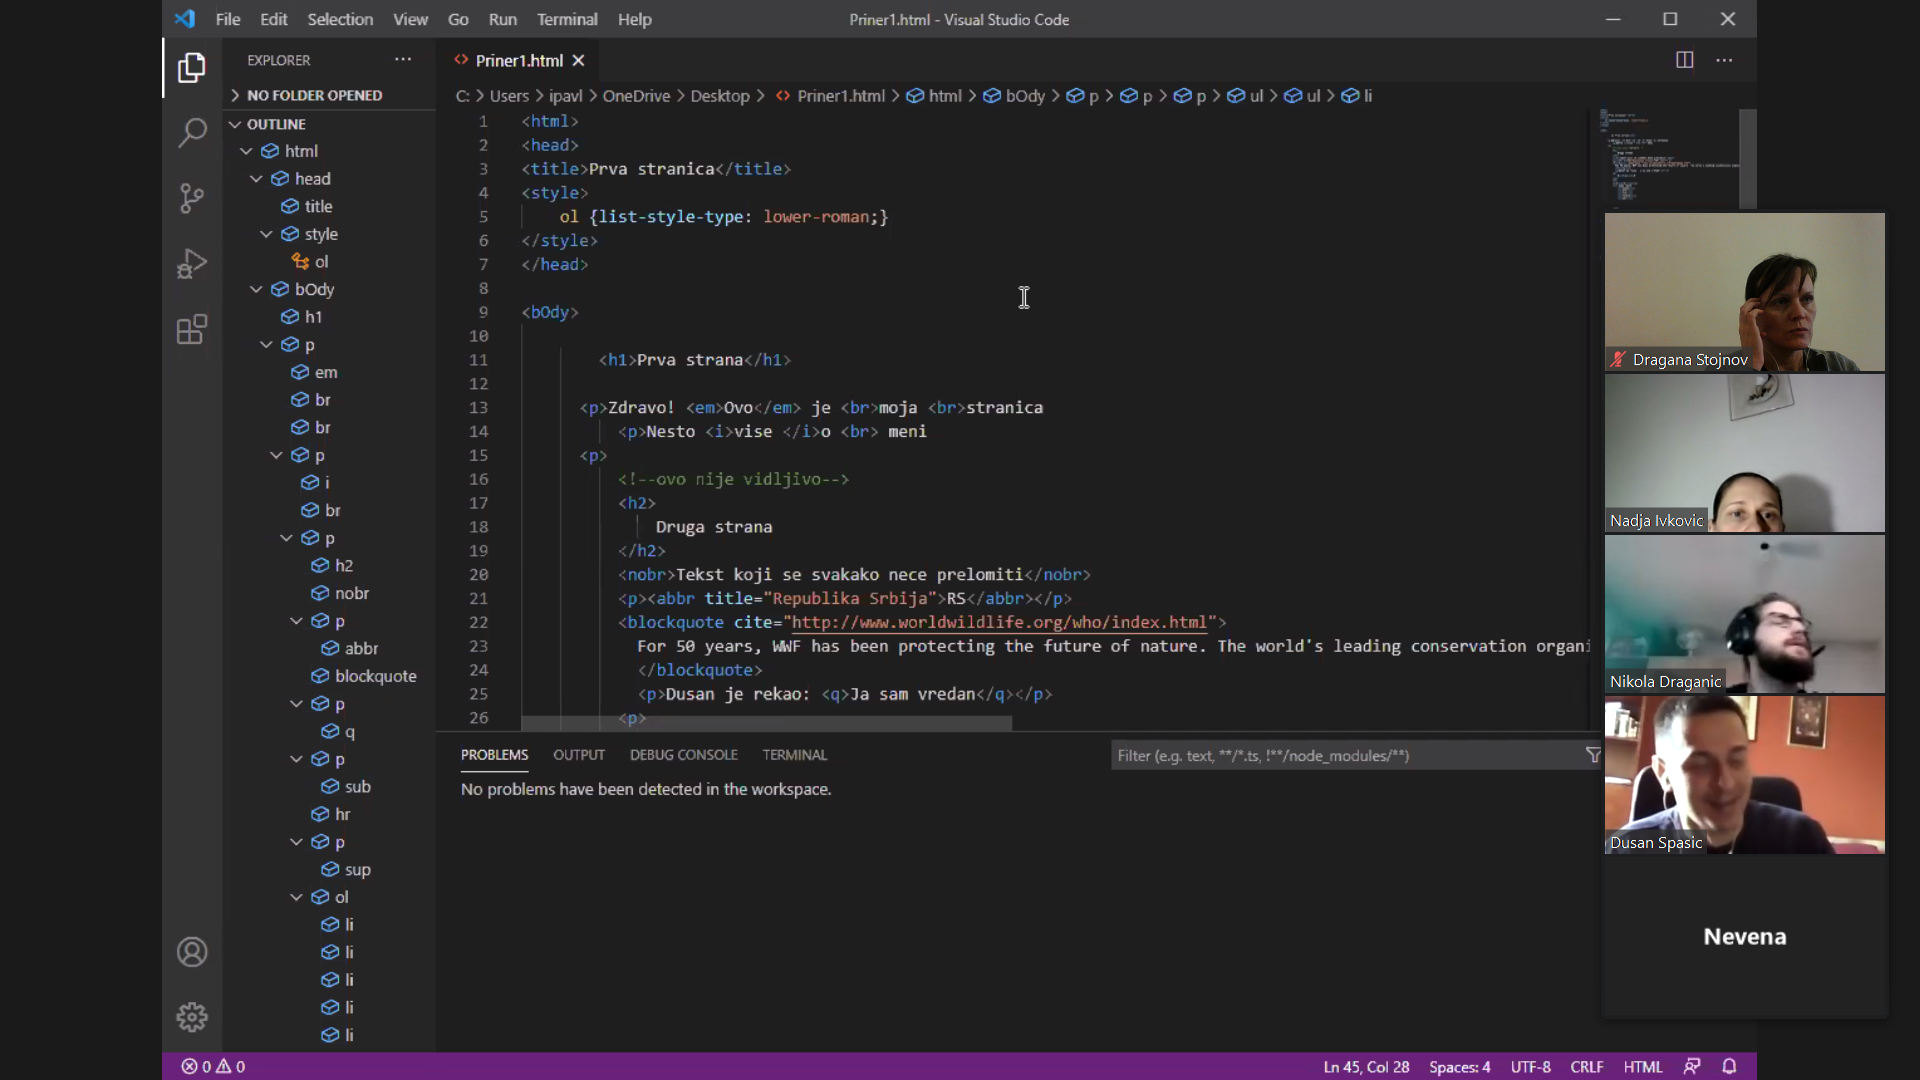 File Edit Selection View Go Run Terminal Help
Priner1.html - Visual Studio Code
EXPLORER
Priner1.html
NO FOLDER OPENED
C: > Users > ipavl > OneDrive > Desktop > Priner1.html > html > bOdy > p > p > p > ul > ul > li
OUTLINE
html
head
title
style
ol
bOdy
h1
p
em
br
br
p
i
br
p
h2
nobr
p
abbr
blockquote
p
q
p
sub
hr
p
sup
ol
li
li
li
li
li
1 <html>
2 <head>
3 <title>Prva stranica</title>
4 <style>
5 ol {list-style-type: lower-roman;}
6 </style>
7 </head>
8
9 <bOdy>
10
11 <h1>Prva strana</h1>
12
13 <p>Zdravo! <em>Ovo</em> je <br>moja <br>stranica
14 <p>Nesto <i>vise </i>o <br> meni
15 <p>
16 <!--ovo nije vidljivo-->
17 <h2>
18 Druga strana
19 </h2>
20 <nobr>Tekst koji se svakako nece prelomiti</nobr>
21 <p><abbr title="Republika Srbija">RS</abbr></p>
22 <blockquote cite="http://www.worldwildlife.org/who/index.html">
23 For 50 years, WWF has been protecting the future of nature. The world's leading conservation organi
24 </blockquote>
25 <p>Dusan je rekao: <q>Ja sam vredan</q></p>
26 <p>
PROBLEMS OUTPUT DEBUG CONSOLE TERMINAL
Filter (e.g. text, **/*.ts, !**/node_modules/**)
No problems have been detected in the workspace.
Dragana Stojnov
Nadja Ivkovic
Nikola Draganic
Dusan Spasic
Nevena
0 0
Ln 45, Col 28 Spaces: 4 UTF-8 CRLF HTML